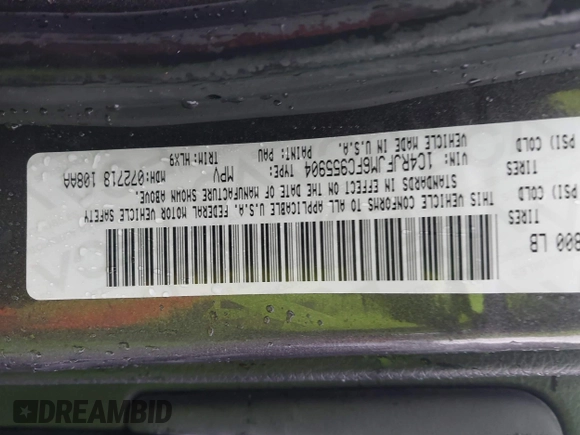 800 LB
TIRES
PSI) COLD
TIRES
PSI) COLD
THIS VEHICLE CONFORMS TO ALL APPLICABLE U.S.A. FEDERAL MOTOR VEHICLE SAFETY
STANDARDS IN EFFECT ON THE DATE OF MANUFACTURE SHOWN ABOVE.
VIN: 1C4RJFJM6FC955904 TYPE: MPV MDH:072718 108AA
VEHICLE MADE IN U.S.A. PAINT: PAU TRIM:HLX9
DREAMBID